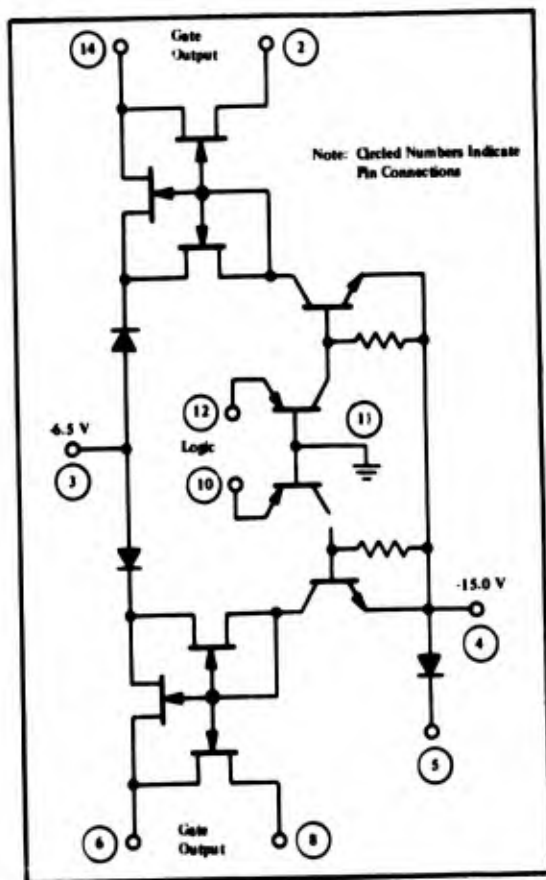 14
Gate
Output
2
Note: Circled Numbers Indicate
Pin Connections
12
Logic
10
-6.5 V
3
-15.0 V
4
5
6
Gate
Output
8